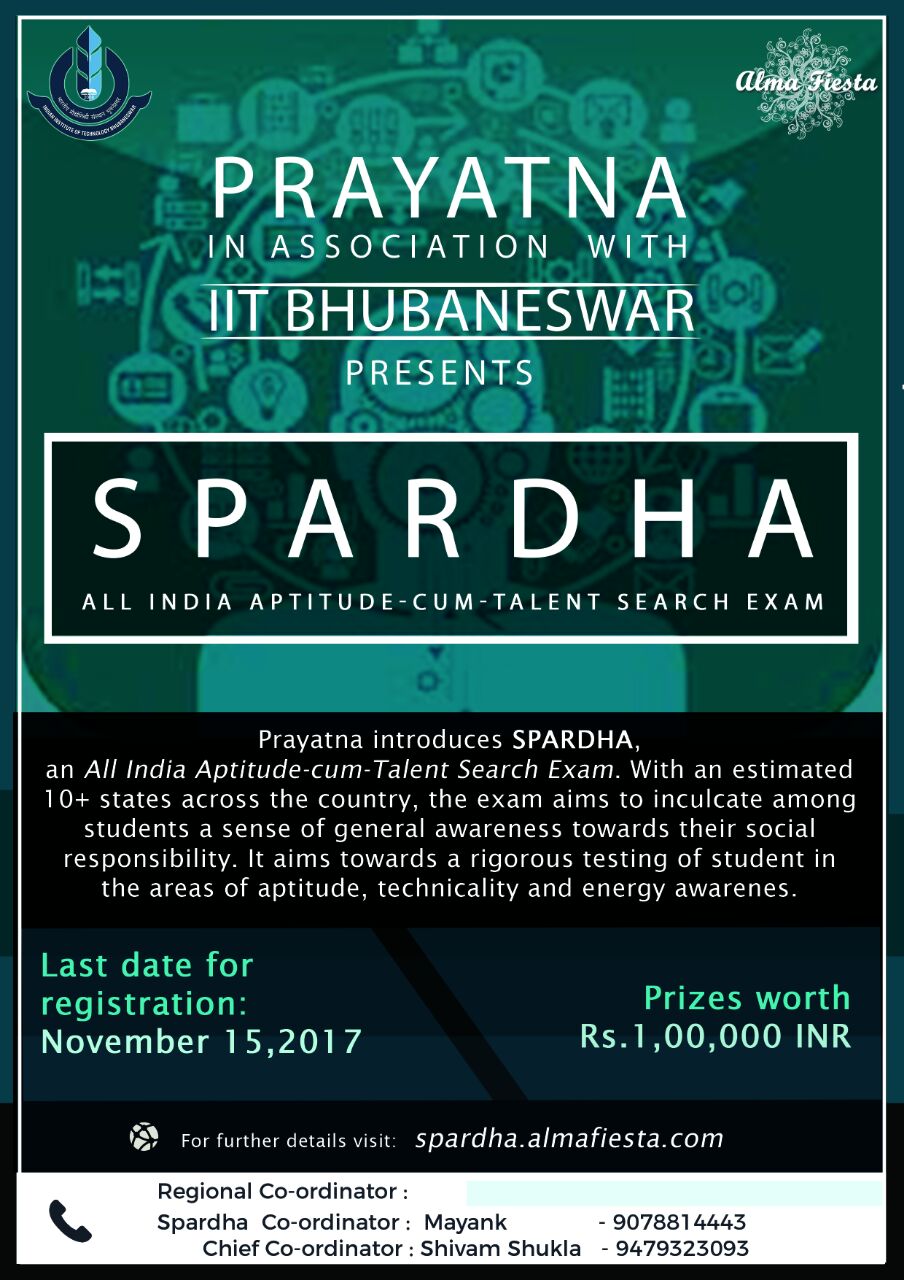 Alma Fiesta
INDIAN INSTITUTE OF TECHNOLOGY BHUBANESWAR
PRAYATNA
IN ASSOCIATION WITH
IIT BHUBANESWAR
PRESENTS
SPARDHA
ALL INDIA APTITUDE-CUM-TALENT SEARCH EXAM
Prayatna introduces SPARDHA,
an All India Aptitude-cum-Talent Search Exam. With an estimated
10+ states across the country, the exam aims to inculcate among
students a sense of general awareness towards their social
responsibility. It aims towards a rigorous testing of student in
the areas of aptitude, technicality and energy awarenes.
Last date for
registration:
November 15,2017
Prizes worth
Rs.1,00,000 INR
For further details visit: spardha.almafiesta.com
Regional Co-ordinator :
Spardha Co-ordinator : Mayank - 9078814443
Chief Co-ordinator : Shivam Shukla - 9479323093